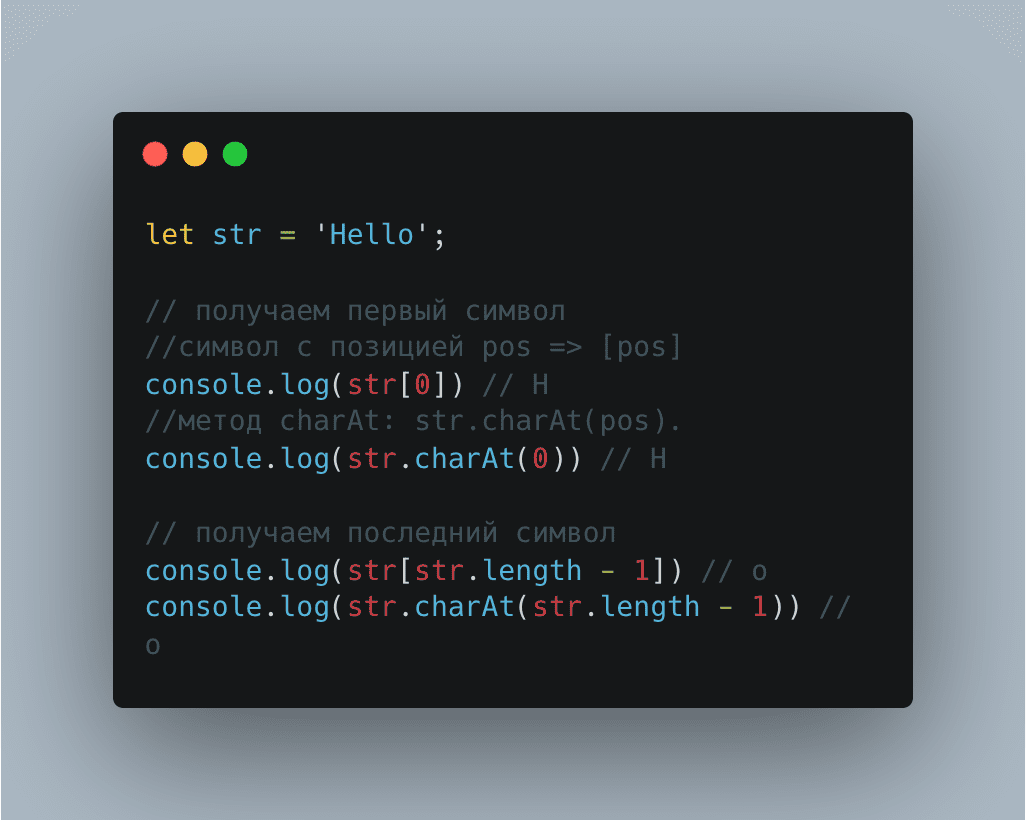 let str = 'Hello';
// получаем первый символ
//символ с позицией pos => [pos]
console.log(str[0]) // H
//метод charAt: str.charAt(pos).
console.log(str.charAt(0)) // H
// получаем последний символ
console.log(str[str.length - 1]) // o
console.log(str.charAt(str.length - 1)) //
o